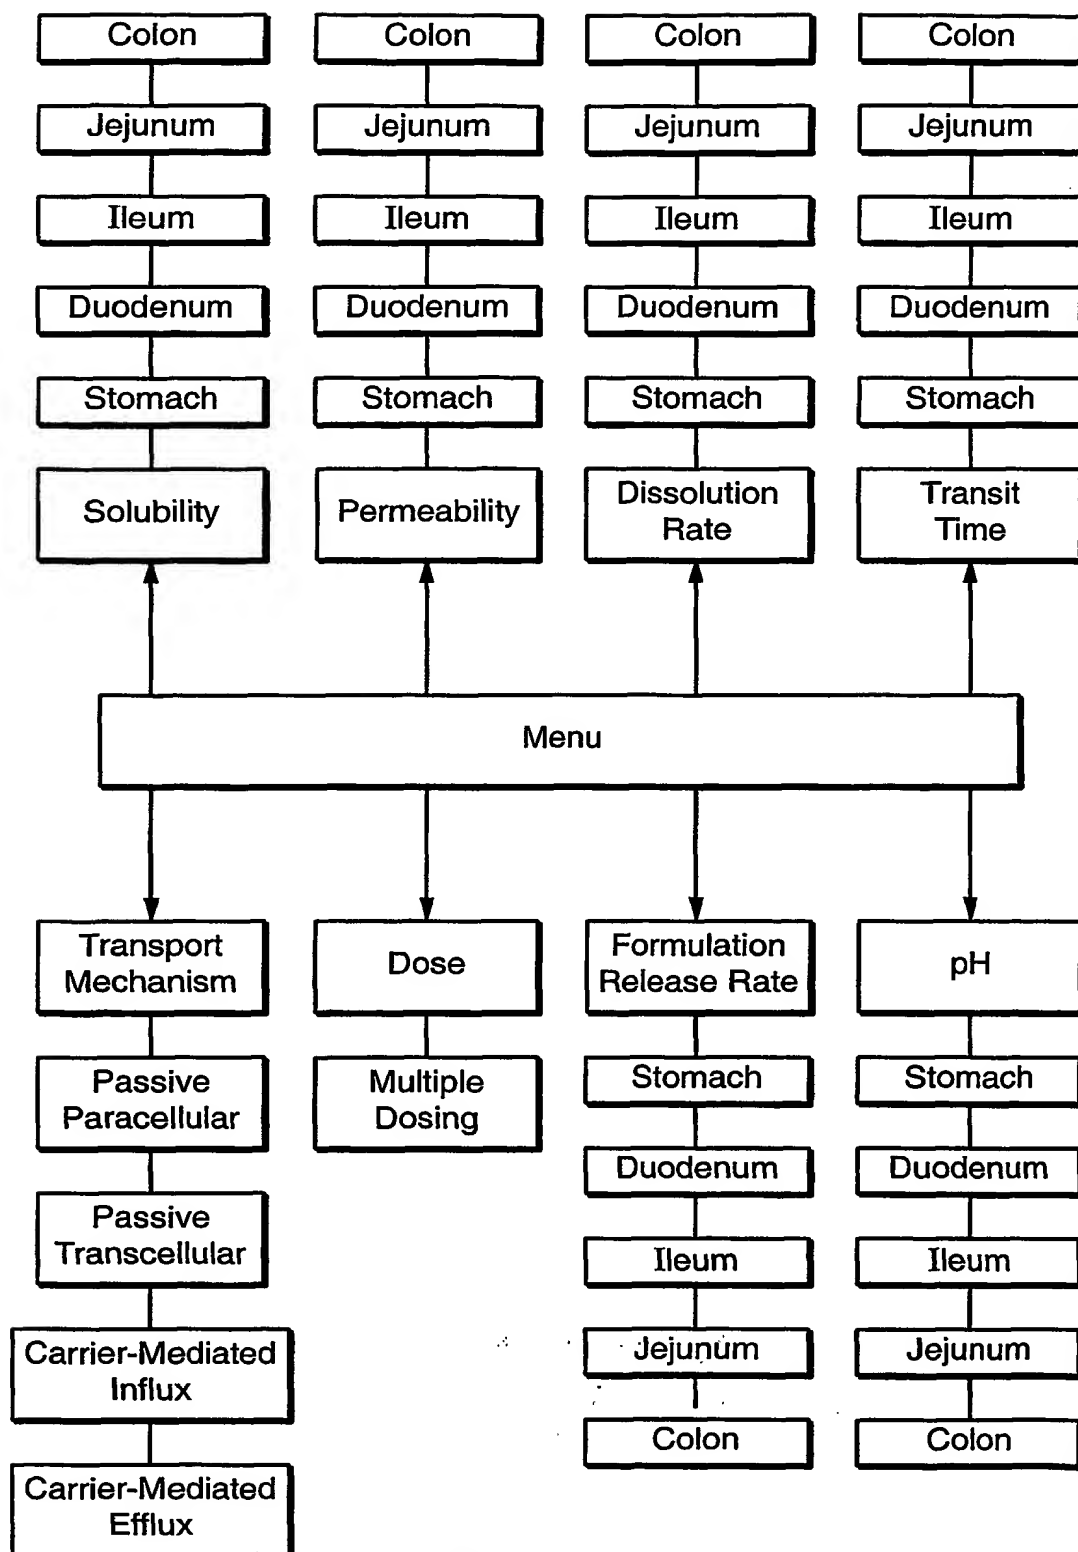 Colon
Colon
Colon
Colon
Jejunum
Jejunum
Jejunum
Jejunum
Ileum
Ileum
Ileum
Ileum
Duodenum
Duodenum
Duodenum
Duodenum
Stomach
Stomach
Stomach
Stomach
Solubility
Permeability
Dissolution
Rate
Transit
Time
Menu
Transport
Mechanism
Dose
Formulation
Release Rate
pH
Passive
Paracellular
Multiple
Dosing
Stomach
Stomach
Duodenum
Duodenum
Passive
Transcellular
Ileum
Ileum
Carrier-Mediated
Influx
Jejunum
Jejunum
Colon
Colon
Carrier-Mediated
Efflux